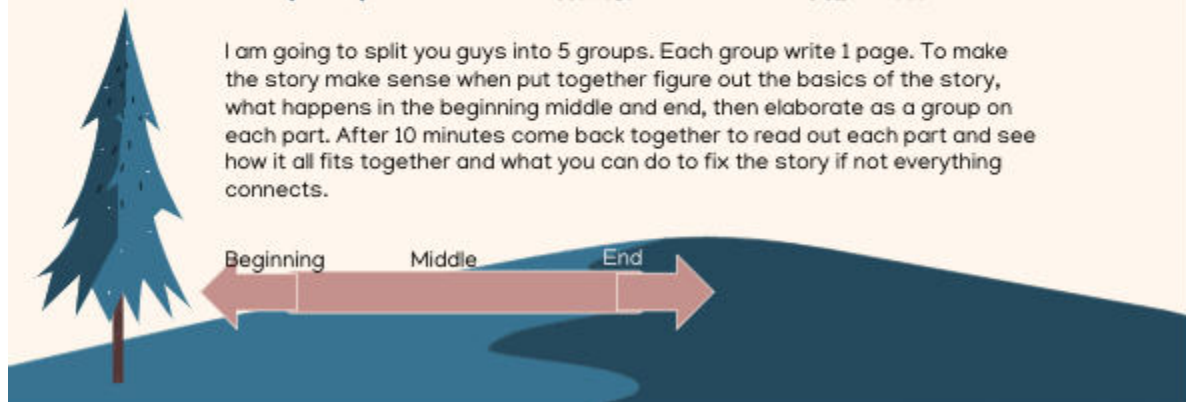 I am going to split you guys into 5 groups. Each group write 1 page. To make
the story make sense when put together figure out the basics of the story,
what happens in the beginning middle and end, then elaborate as a group on
each part. After 10 minutes come back together to read out each part and see
how it all fits together and what you can do to fix the story if not everything
connects.
Beginning Middle End